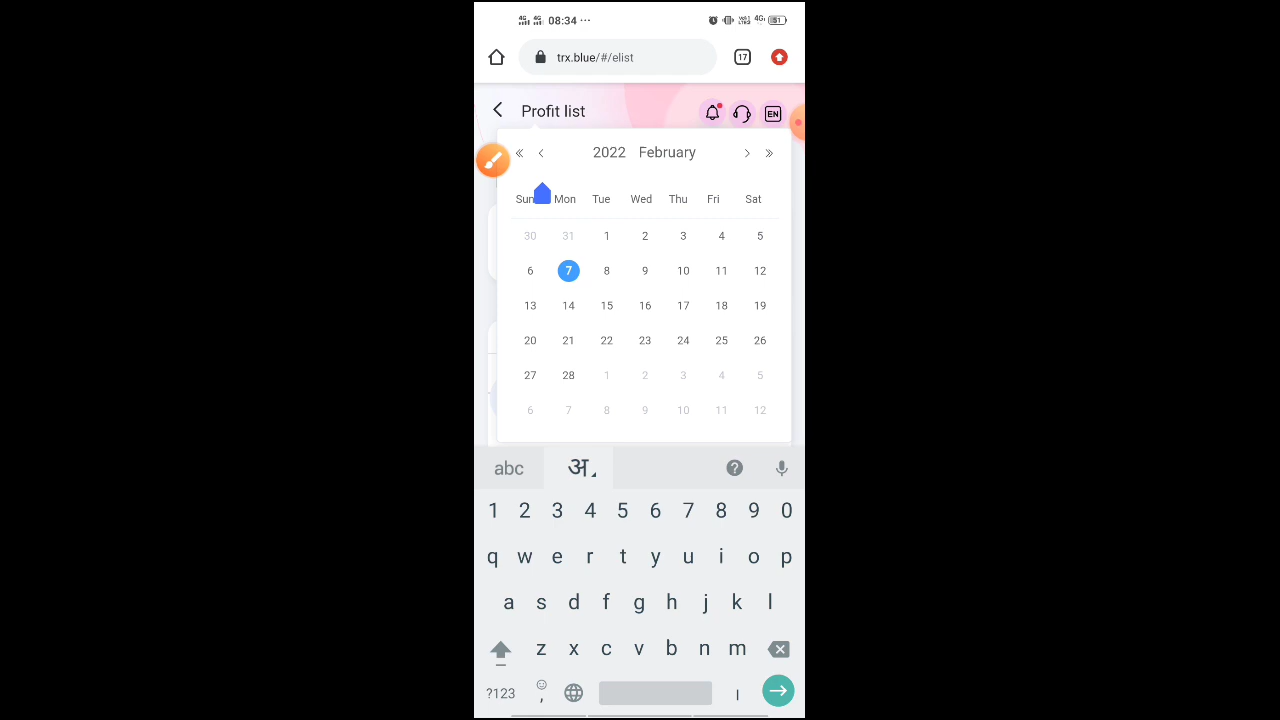 08:34 ...
4G 51
trx.blue/#/elist
17
Profit list
EN
2022 February
Sun Mon Tue Wed Thu Fri Sat
30 31 1 2 3 4 5
6 7 8 9 10 11 12
13 14 15 16 17 18 19
20 21 22 23 24 25 26
27 28 1 2 3 4 5
6 7 8 9 10 11 12
abc अ
1 2 3 4 5 6 7 8 9 0
q w e r t y u i o p
a s d f g h j k l
z x c v b n m
?123 , ।